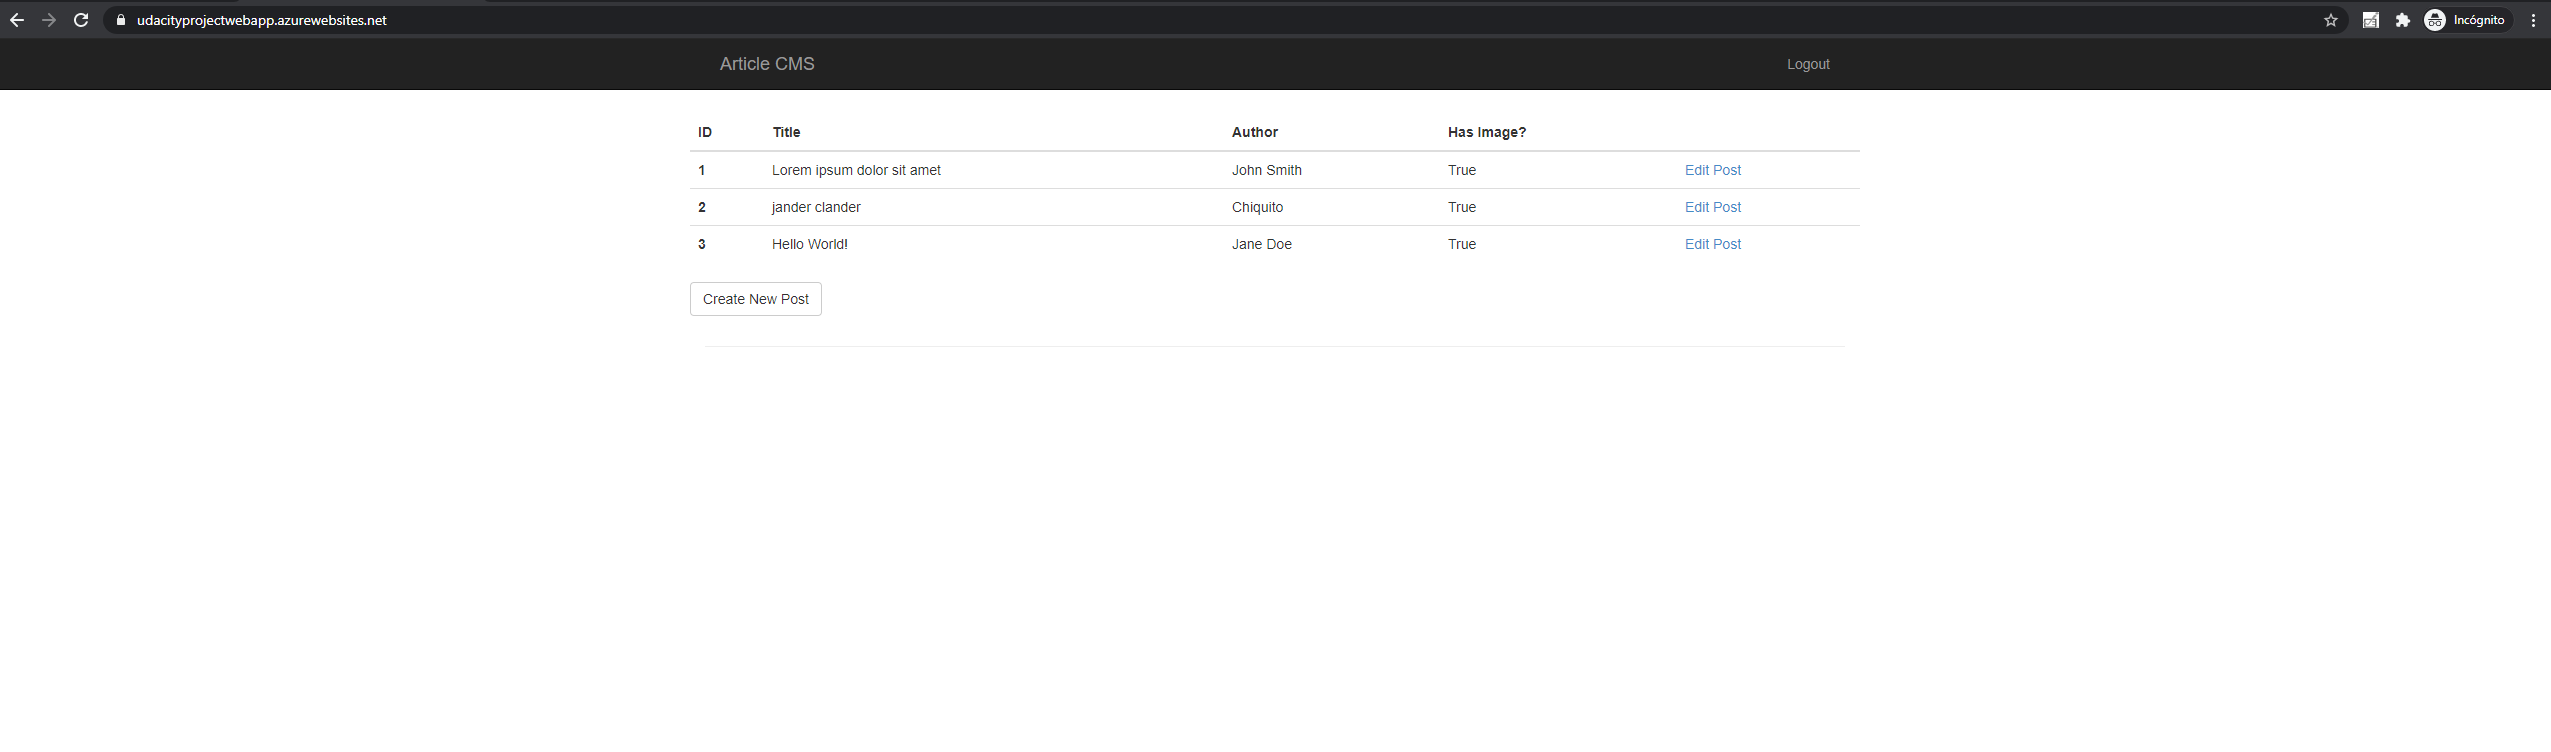 udacityprojectwebapp.azurewebsites.net Incógnito
Article CMS Logout
ID Title Author Has Image?
1 Lorem ipsum dolor sit amet John Smith True Edit Post
2 jander clander Chiquito True Edit Post
3 Hello World! Jane Doe True Edit Post
Create New Post